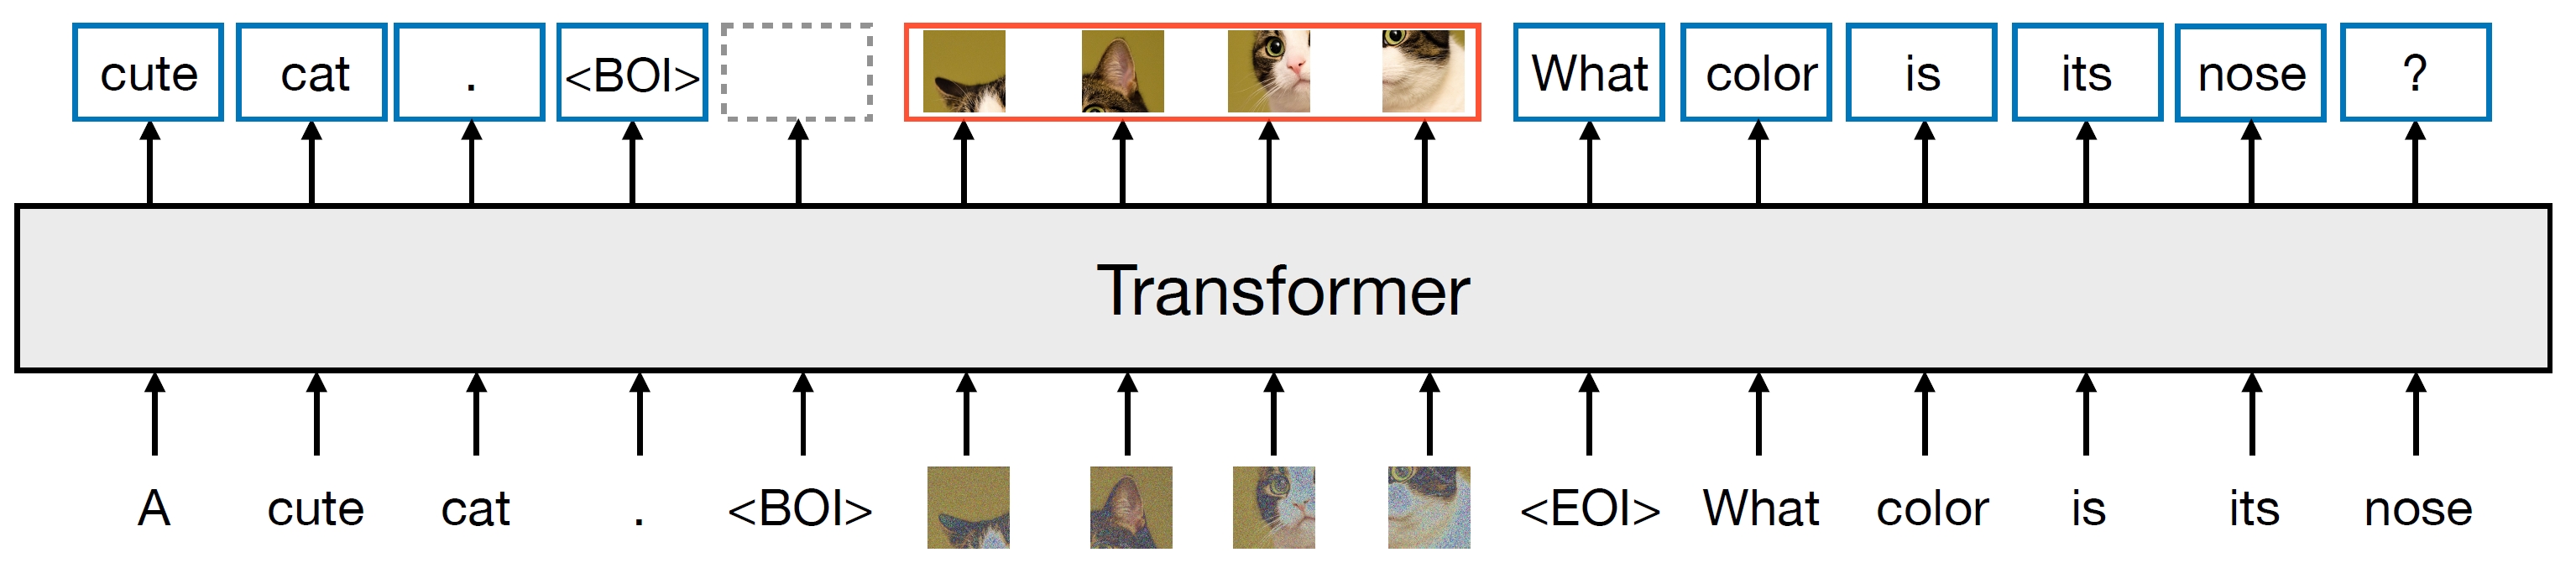 cute cat . <BOI> What color is its nose ?
Transformer
A cute cat . <BOI> <EOI> What color is its nose